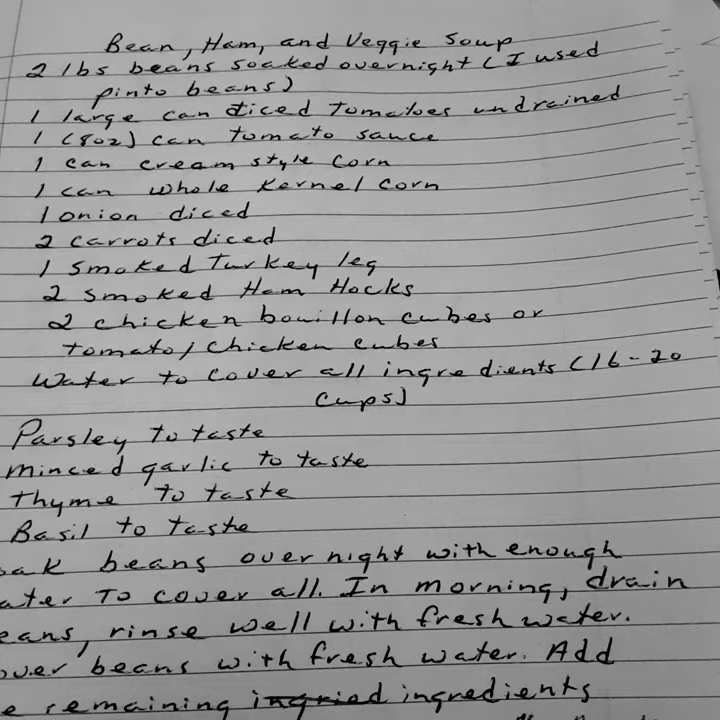 Bean, Ham, and Veggie Soup
2 lbs beans soaked overnight (I used
pinto beans)
1 large can diced tomatoes undrained
1 (8oz) can tomato sauce
1 can cream style corn
1 can whole kernel corn
1 onion diced
2 carrots diced
1 smoked Turkey leg
2 smoked Ham Hocks
2 chicken bouillon cubes or
tomato/chicken cubes
Water to cover all ingredients (16-20
cups)
Parsley to taste
minced garlic to taste
Thyme to taste
Basil to taste
oak beans overnight with enough
ater to cover all. In morning, drain
eans, rinse well with fresh water.
over beans with fresh water. Add
e remaining ingried ingredients